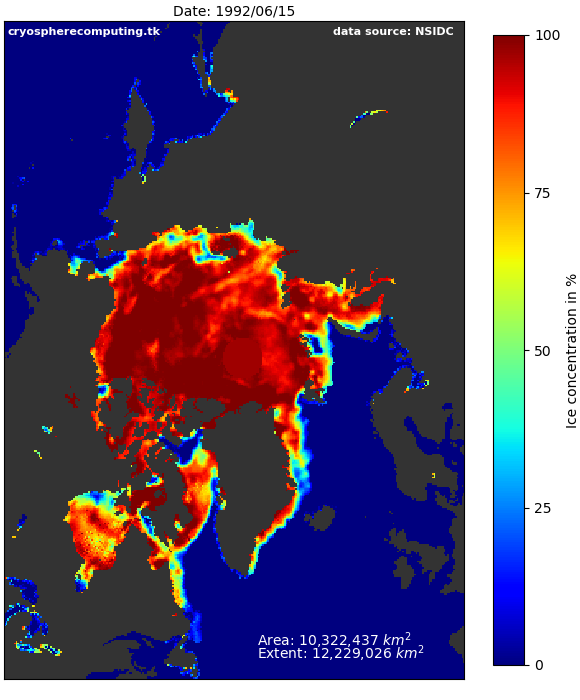 Date: 1992/06/15
cryospherecomputing.tk data source: NSIDC
100
75
50
25
0
Ice concentration in %
Area: 10,322,437 km²
Extent: 12,229,026 km²